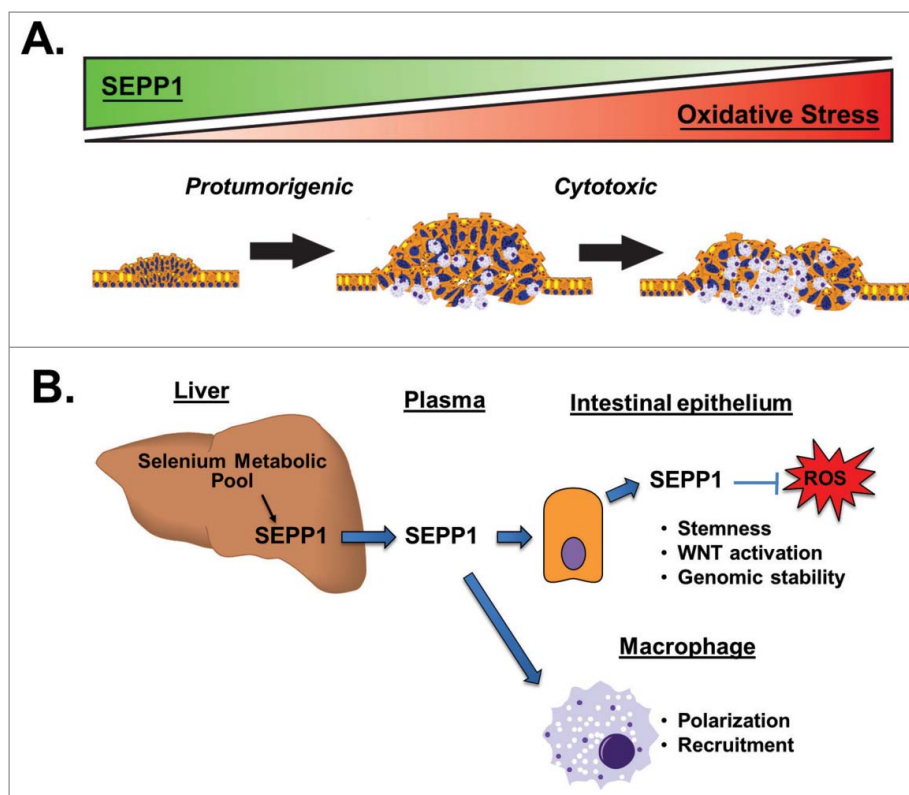 A.
SEPP1
Oxidative Stress
Protumorigenic
Cytotoxic
B.
Liver
Plasma
Intestinal epithelium
Selenium Metabolic
Pool
SEPP1
SEPP1
SEPP1
ROS
• Stemness
• WNT activation
• Genomic stability
Macrophage
• Polarization
• Recruitment